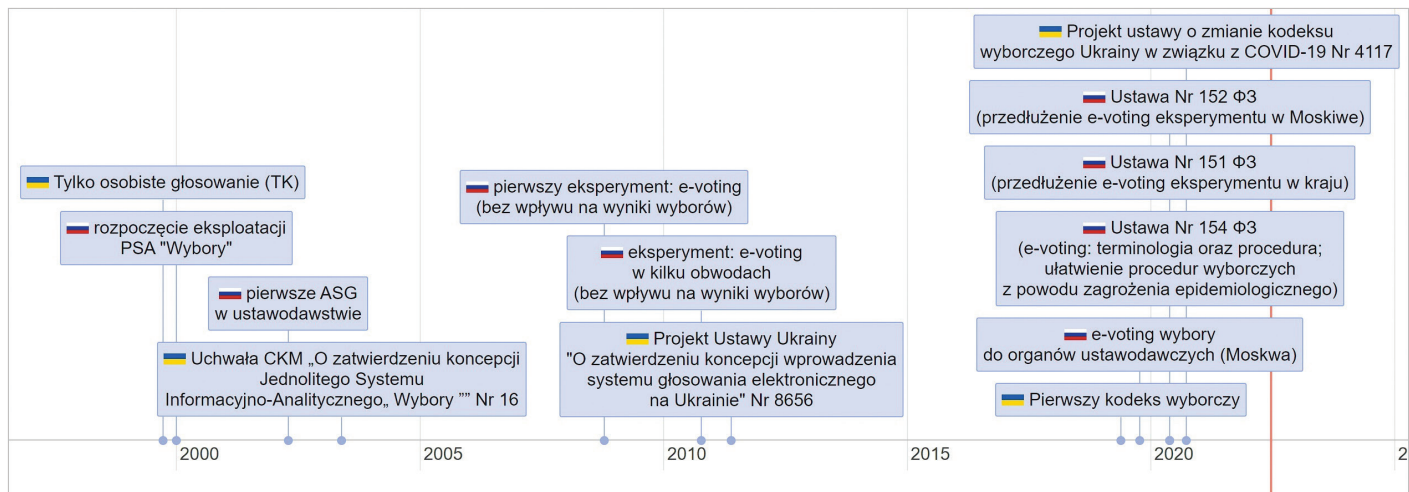 Projekt ustawy o zmianie kodeksu
wyborczego Ukrainy w związku z COVID-19 Nr 4117
Ustawa Nr 152 ФЗ
(przedłużenie e-voting eksperymentu w Moskiwe)
Ustawa Nr 151 ФЗ
(przedłużenie e-voting eksperymentu w kraju)
Tylko osobiste głosowanie (TK)
pierwszy eksperyment: e-voting
(bez wpływu na wyniki wyborów)
rozpoczęcie eksploatacji
PSA "Wybory"
Ustawa Nr 154 ФЗ
(e-voting: terminologia oraz procedura;
ułatwienie procedur wyborczych
z powodu zagrożenia epidemiologicznego)
eksperyment: e-voting
w kilku obwodach
(bez wpływu na wyniki wyborów)
pierwsze ASG
w ustawodawstwie
e-voting wybory
do organów ustawodawczych (Moskwa)
Uchwała CKM „O zatwierdzeniu koncepcji
Jednolitego Systemu
Informacyjno-Analitycznego„ Wybory ”” Nr 16
Projekt Ustawy Ukrainy
"O zatwierdzeniu koncepcji wprowadzenia
systemu głosowania elektronicznego
na Ukrainie" Nr 8656
Pierwszy kodeks wyborczy
2000
2005
2010
2015
2020
2